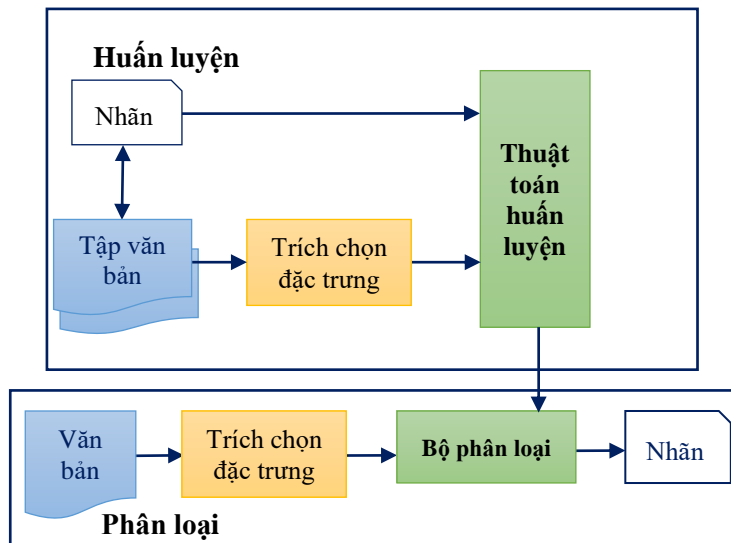 Huấn luyện
Nhãn
Thuật
toán
huấn
luyện
Tập văn
bản
Trích chọn
đặc trưng
Văn
bản
Trích chọn
đặc trưng
Bộ phân loại
Nhãn
Phân loại